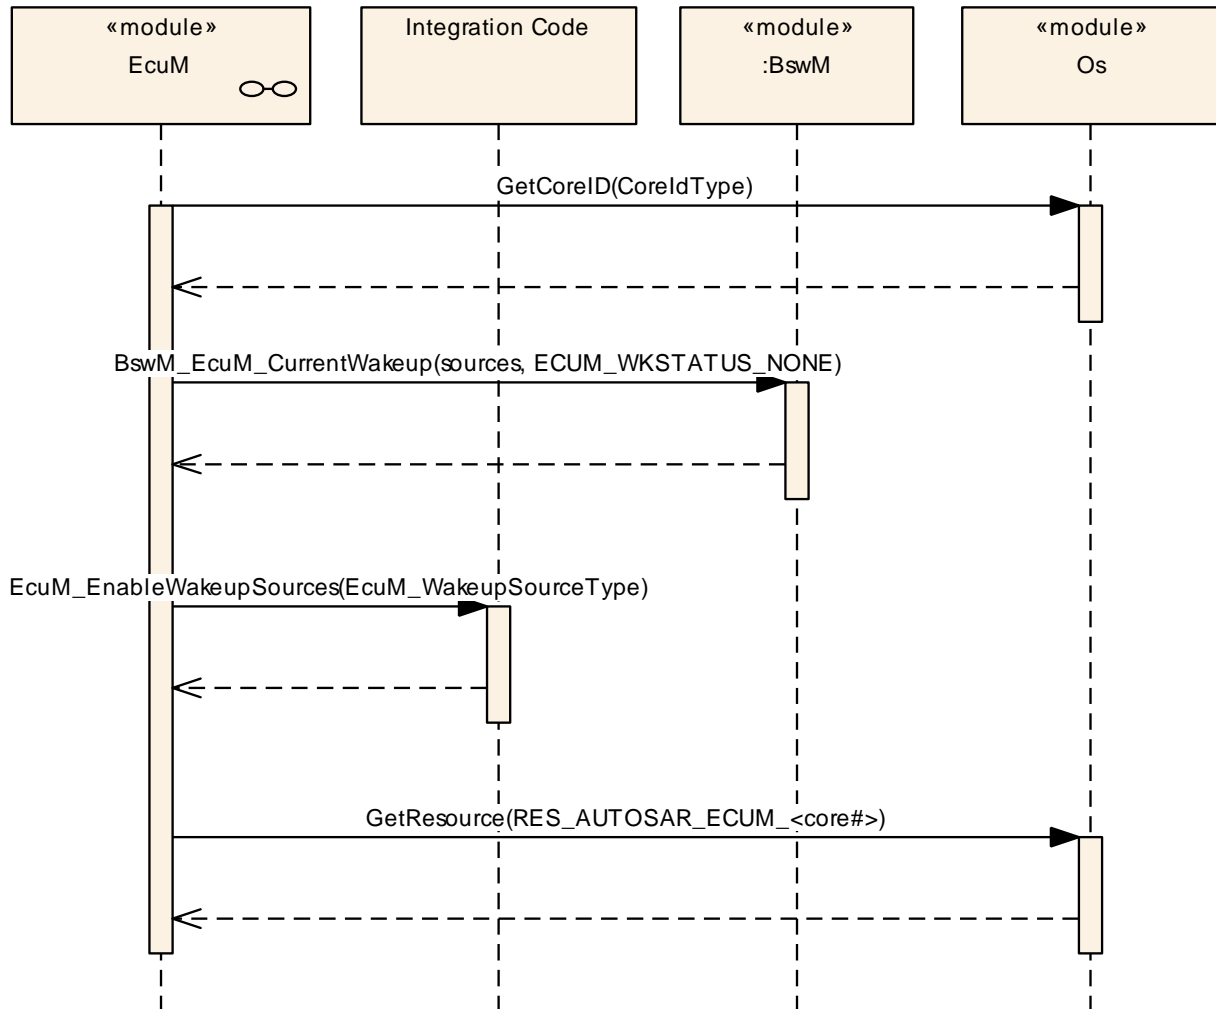 «module»
EcuM
Integration Code
«module»
:BswM
«module»
Os
GetCoreID(CoreIdType)
BswM_EcuM_CurrentWakeup(sources, ECUM_WKSTATUS_NONE)
EcuM_EnableWakeupSources(EcuM_WakeupSourceType)
GetResource(RES_AUTOSAR_ECUM_<core#>)